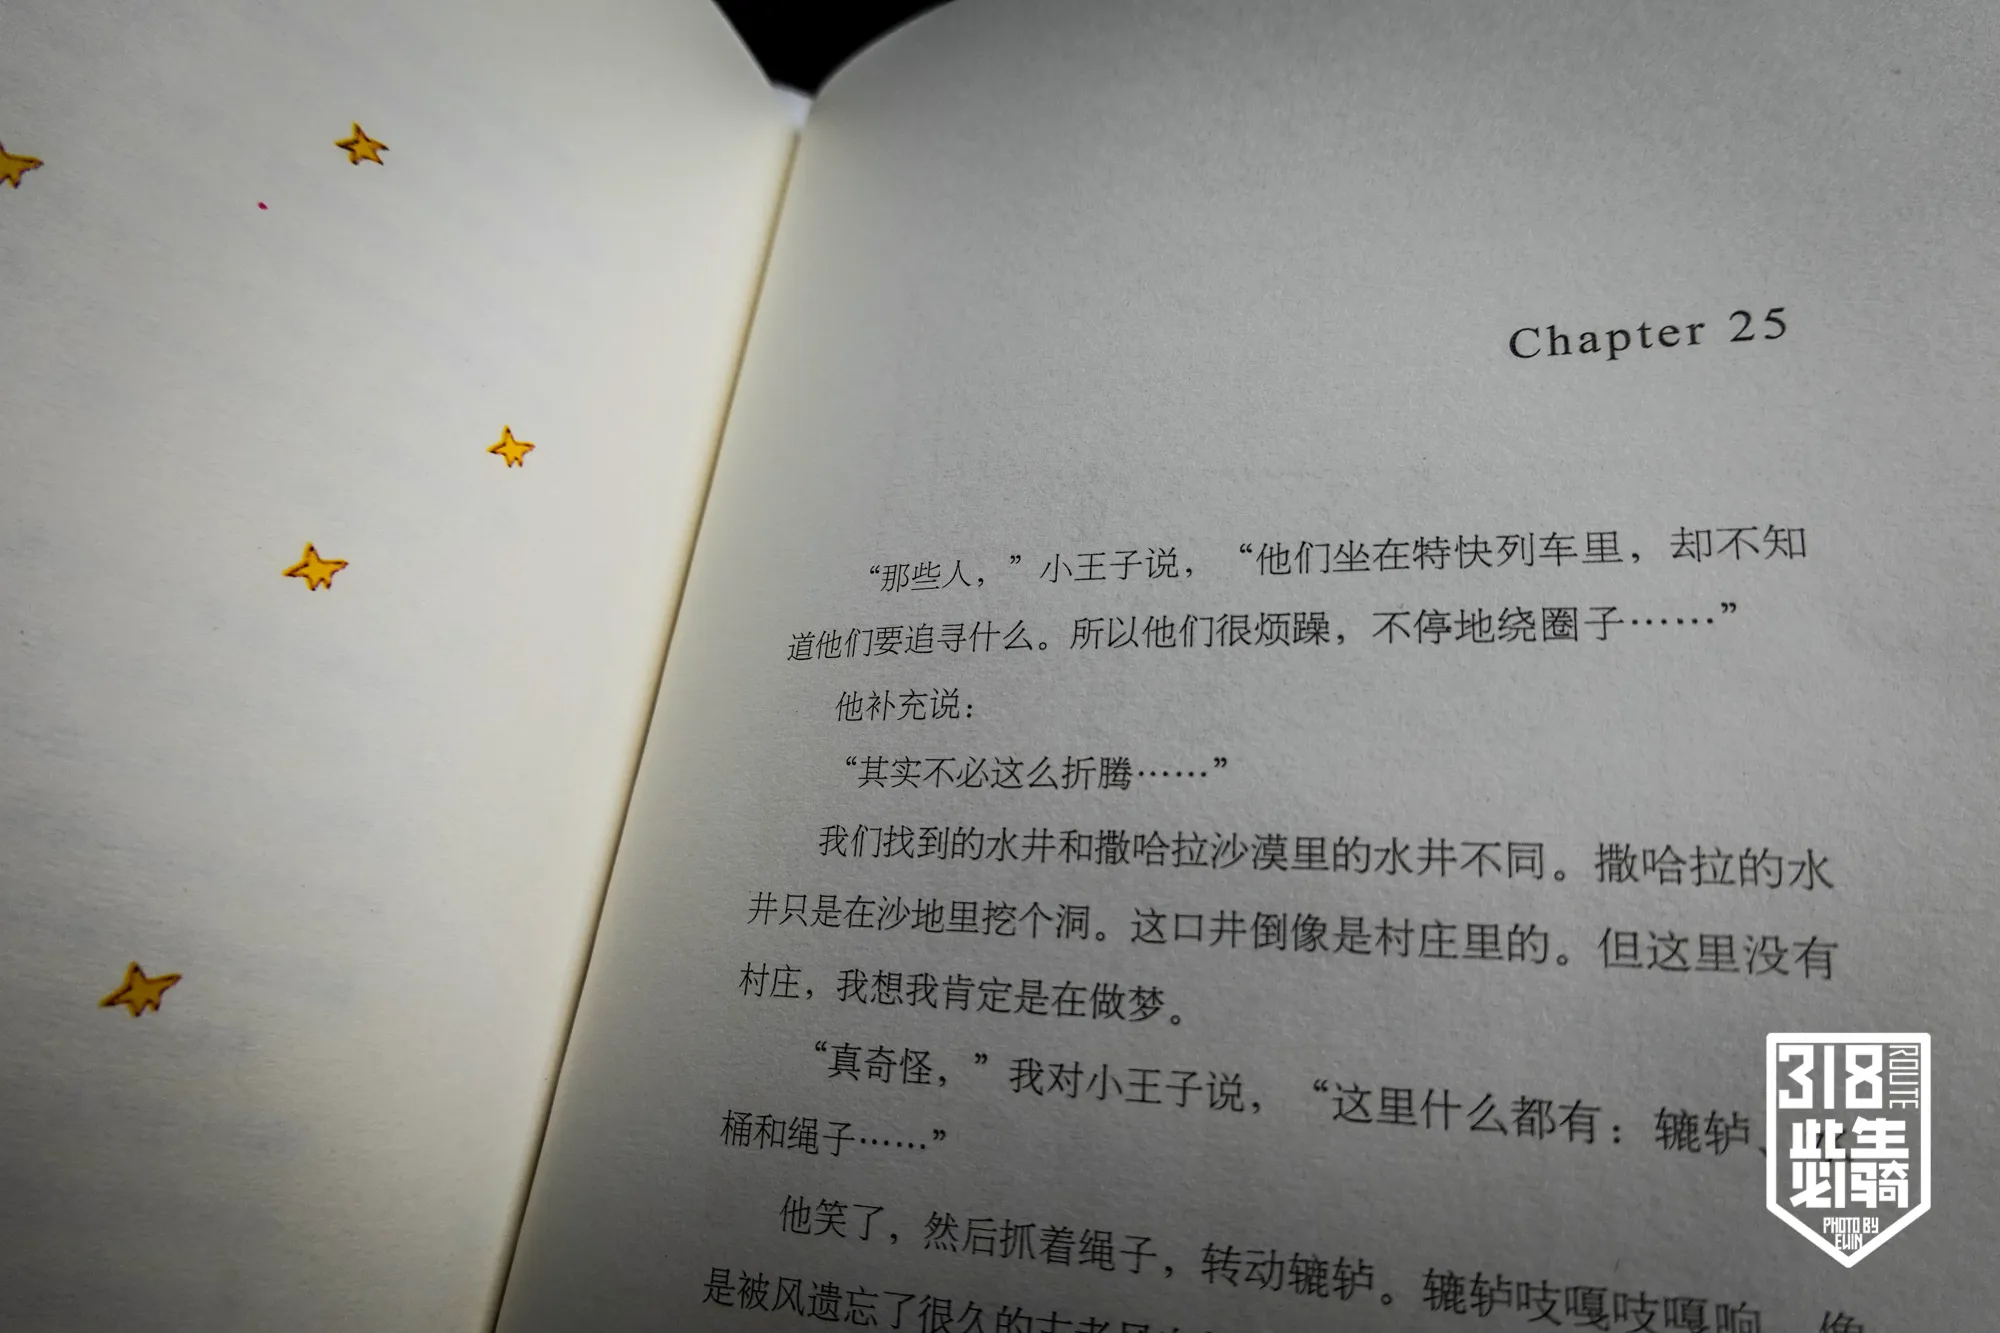 Chapter 25
“那些人，”小王子说，“他们坐在特快列车里，却不知
道他们要追寻什么。所以他们很烦躁，不停地绕圈子……”
他补充说：
“其实不必这么折腾……”
我们找到的水井和撒哈拉沙漠里的水井不同。撒哈拉的水
井只是在沙地里挖个洞。这口井倒像是村庄里的。但这里没有
村庄，我想我肯定是在做梦。
“真奇怪，”我对小王子说，“这里什么都有：辘轳、
桶和绳子……”
他笑了，然后抓着绳子，转动辘轳。辘轳吱嘎吱嘎响，像
是被风遗忘了很久的古老风
318
ROUTE
此生
必骑
PHOTO BY
EWIN